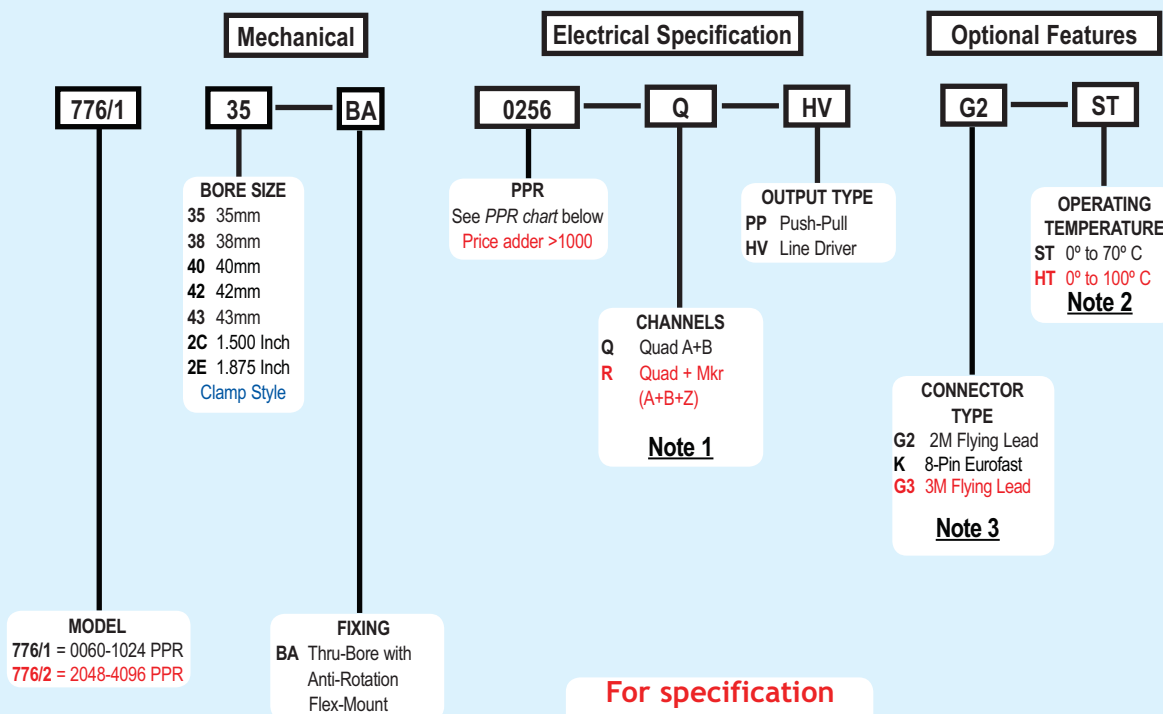 Mechanical
Electrical Specification
Optional Features
776/1
35
BA
0256
Q
HV
G2
ST
BORE SIZE
35 35mm
38 38mm
40 40mm
42 42mm
43 43mm
2C 1.500 Inch
2E 1.875 Inch
Clamp Style
PPR
See PPR chart below
Price adder >1000
OUTPUT TYPE
PP Push-Pull
HV Line Driver
OPERATING
TEMPERATURE
ST 0º to 70º C
HT 0º to 100º C
Note 2
CHANNELS
Q Quad A+B
R Quad + Mkr
(A+B+Z)
Note 1
CONNECTOR
TYPE
G2 2M Flying Lead
K 8-Pin Eurofast
G3 3M Flying Lead
Note 3
MODEL
776/1 = 0060-1024 PPR
776/2 = 2048-4096 PPR
FIXING
BA Thru-Bore with
Anti-Rotation
Flex-Mount
For specification